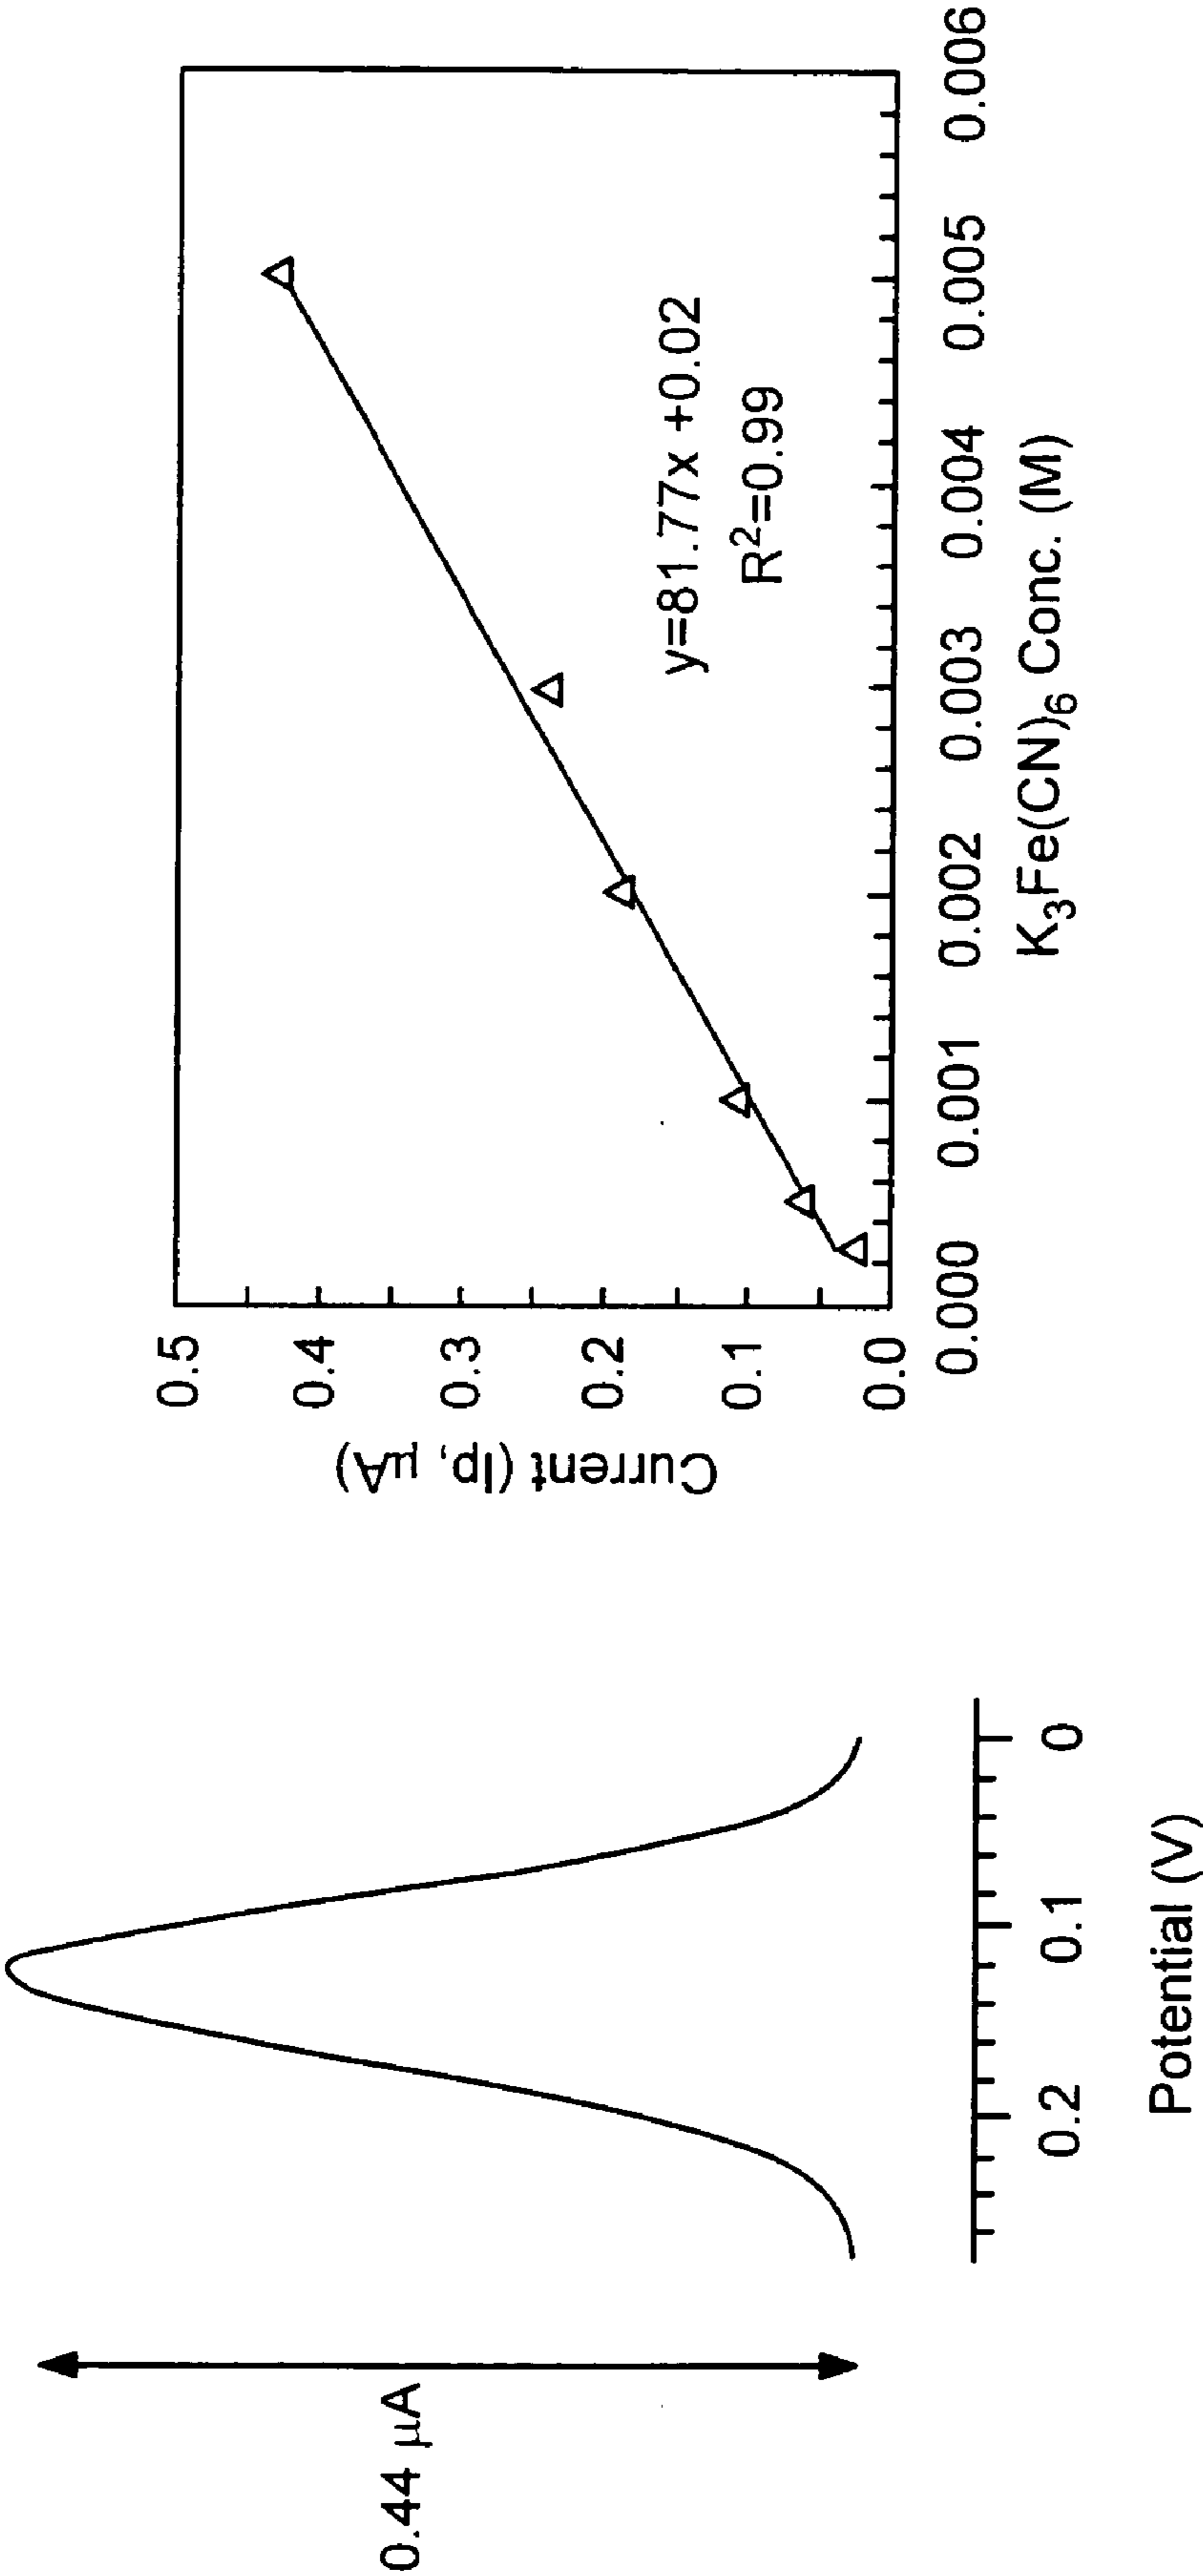 0.44 μA
0.2
0.1
0
Potential (V)
Current (Ip, μA)
0.5
0.4
0.3
0.2
0.1
0.0
y=81.77x +0.02
R²=0.99
0.000
0.001
0.002
0.003
0.004
0.005
0.006
K₃Fe(CN)₆ Conc. (M)